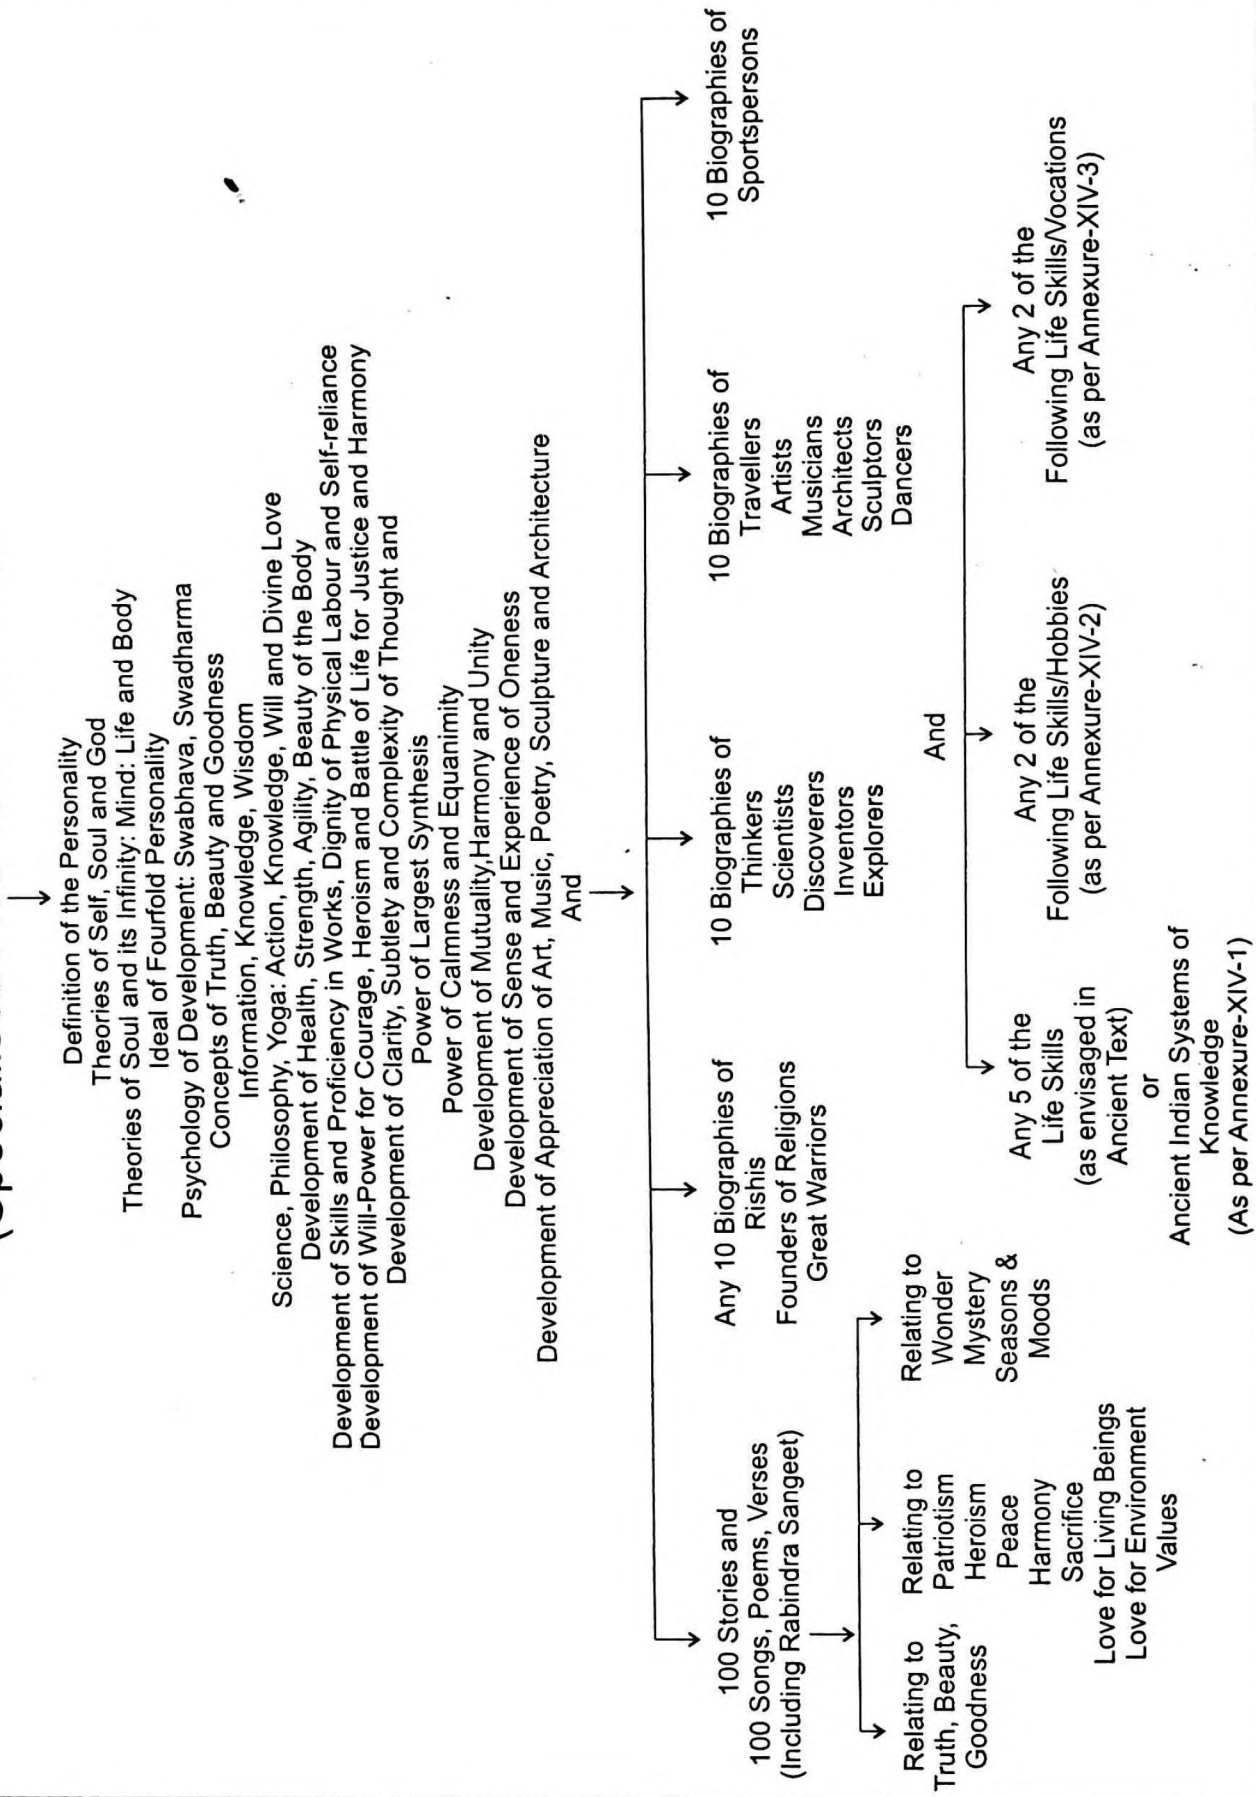 Definition of the Personality
Theories of Self, Soul and God
Theories of Soul and its Infinity: Mind: Life and Body
Ideal of Fourfold Personality
Psychology of Development: Swabhava, Swadharma
Concepts of Truth, Beauty and Goodness
Information, Knowledge, Wisdom
Science, Philosophy, Yoga: Action, Knowledge, Will and Divine Love
Development of Health, Strength, Agility, Beauty of the Body
Development of Skills and Proficiency in Works, Dignity of Physical Labour and Self-reliance
Development of Will-Power for Courage, Heroism and Battle of Life for Justice and Harmony
Development of Clarity, Subtlety and Complexity of Thought and
Power of Largest Synthesis
Power of Calmness and Equanimity
Development of Mutuality,Harmony and Unity
Development of Sense and Experience of Oneness
Development of Appreciation of Art, Music, Poetry, Sculpture and Architecture
And
100 Stories and
100 Songs, Poems, Verses
(Including Rabindra Sangeet)
Any 10 Biographies of
Rishis
Founders of Religions
Great Warriors
10 Biographies of
Thinkers
Scientists
Discoverers
Inventors
Explorers
10 Biographies of
Travellers
Artists
Musicians
Architects
Sculptors
Dancers
10 Biographies of
Sportspersons
Relating to
Truth, Beauty,
Goodness
Relating to
Patriotism
Heroism
Peace
Harmony
Sacrifice
Love for Living Beings
Love for Environment
Values
Relating to
Wonder
Mystery
Seasons &
Moods
And
Any 5 of the
Life Skills
(as envisaged in
Ancient Text)
or
Ancient Indian Systems of
Knowledge
(As per Annexure-XIV-1)
Any 2 of the
Following Life Skills/Hobbies
(as per Annexure-XIV-2)
Any 2 of the
Following Life Skills/Vocations
(as per Annexure-XIV-3)